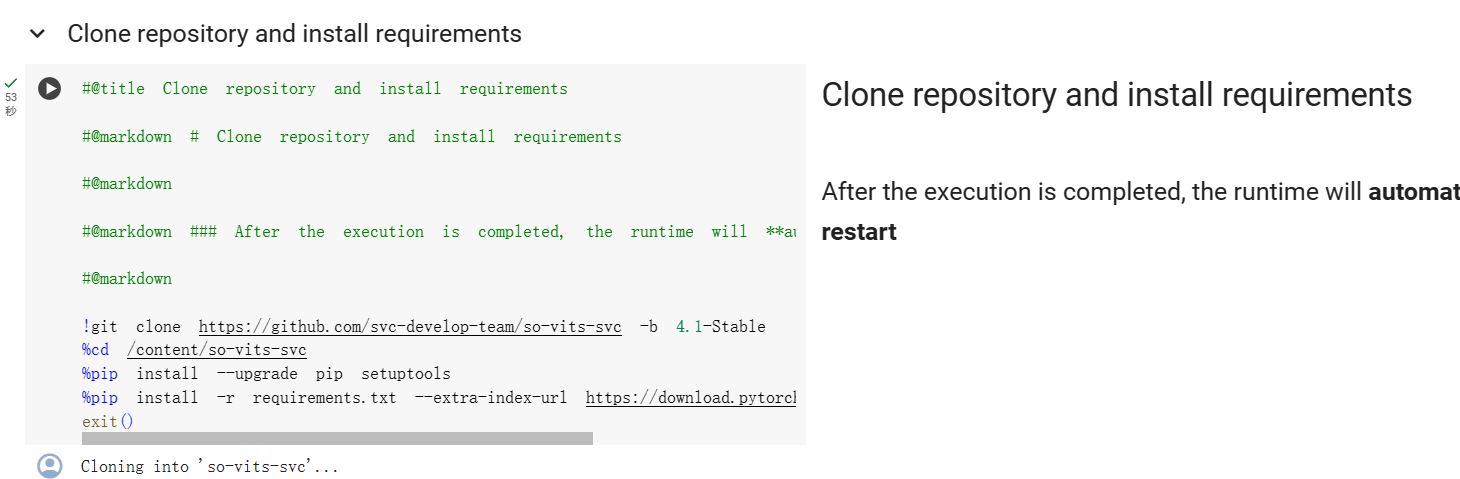 Clone repository and install requirements
53
秒
#@title Clone repository and install requirements
#@markdown # Clone repository and install requirements
#@markdown
#@markdown ### After the execution is completed, the runtime will **au
#@markdown
!git clone https://github.com/svc-develop-team/so-vits-svc -b 4.1-Stable
%cd /content/so-vits-svc
%pip install --upgrade pip setuptools
%pip install -r requirements.txt --extra-index-url https://download.pytorch
exit()
Cloning into 'so-vits-svc'...
Clone repository and install requirements
After the execution is completed, the runtime will automat
restart